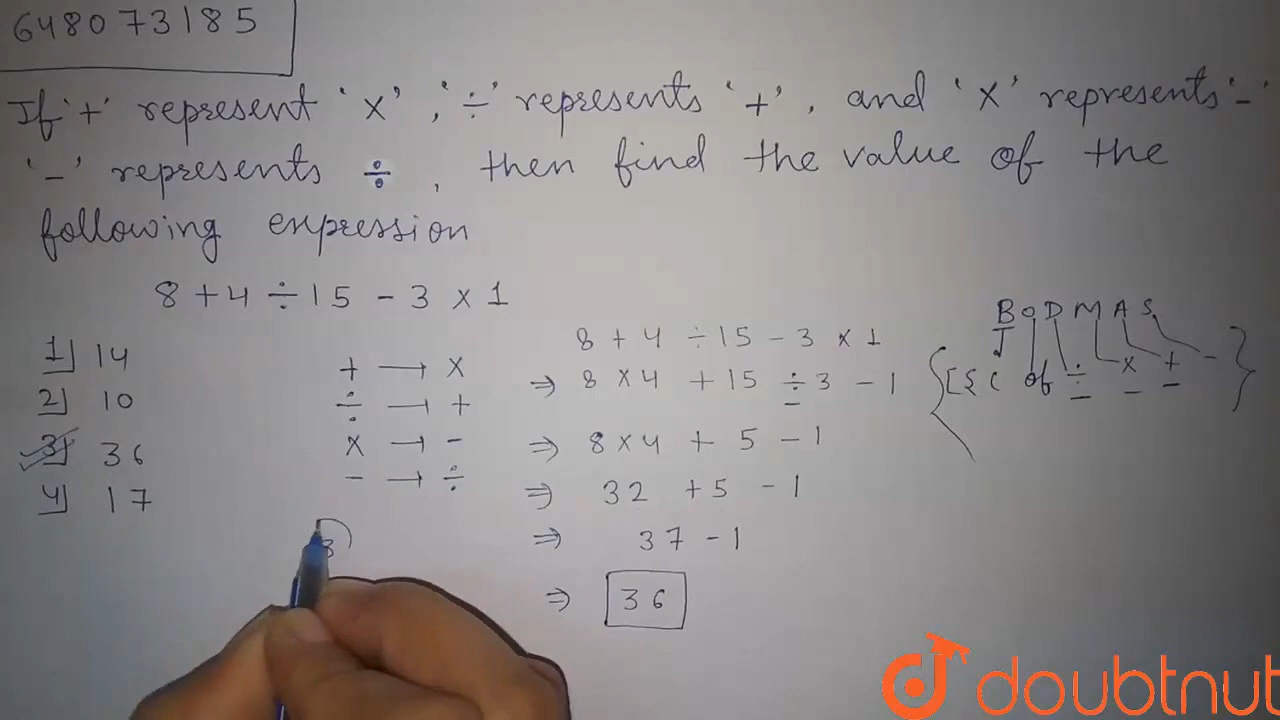 648073185
If '+' represent 'x', '÷' represents '+', and 'x' represents '-'
'-' represents ÷, then find the value of the
following expression
8 + 4 ÷ 15 - 3 x 1
1] 14
2] 10
3] 36
4] 17
+ → x
÷ → +
x → -
- → ÷
8 + 4 ÷ 15 - 3 x 1
⇒ 8 x 4 + 15 ÷ 3 - 1
⇒ 8 x 4 + 5 - 1
⇒ 32 + 5 - 1
⇒ 37 - 1
⇒ 36
B O D M A S
[{( of ÷ x + -
3
doubtnut